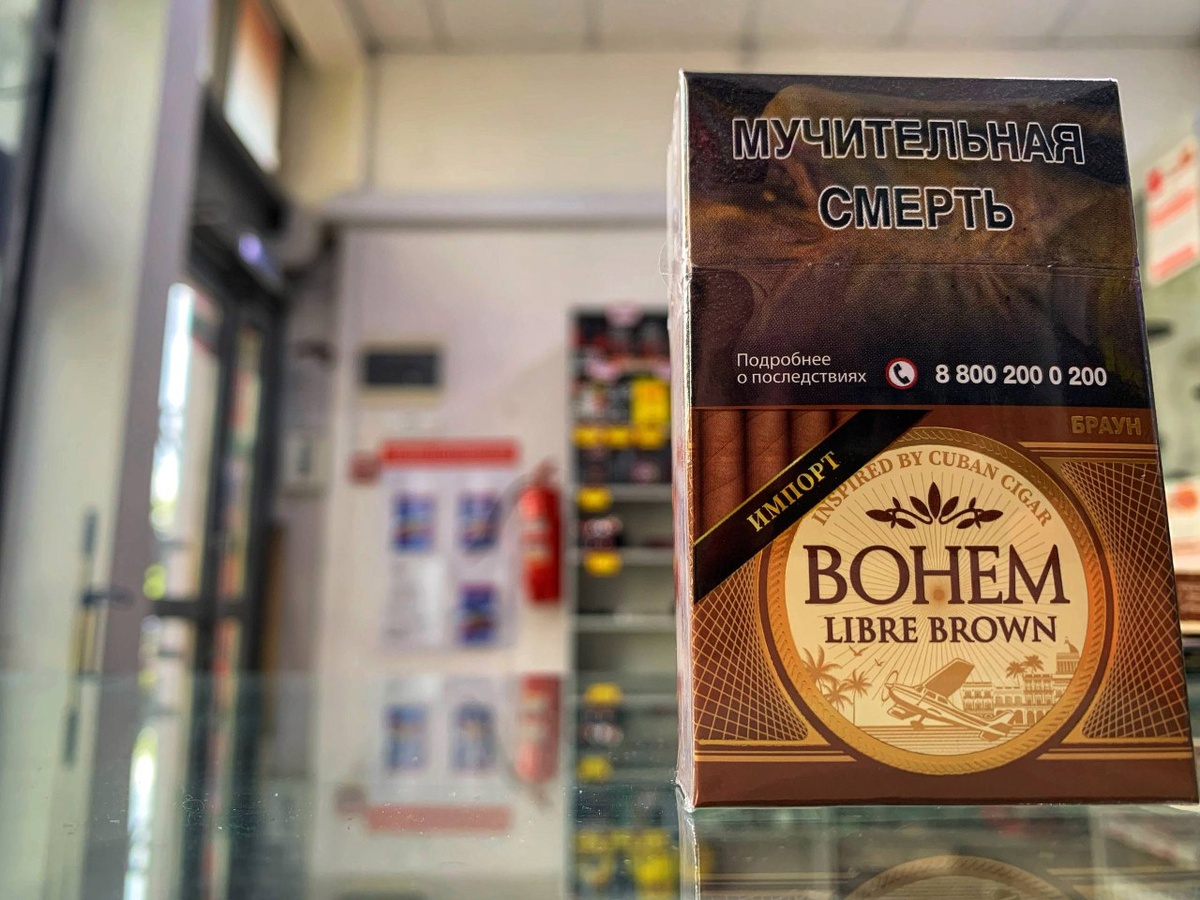 МУЧИТЕЛЬНАЯ
СМЕРТЬ
Подробнее
о последствиях
8 800 200 0 200
БРАУН
ИМПОРТ
INSPIRED BY CUBAN CIGAR
BOHEM
LIBRE BROWN